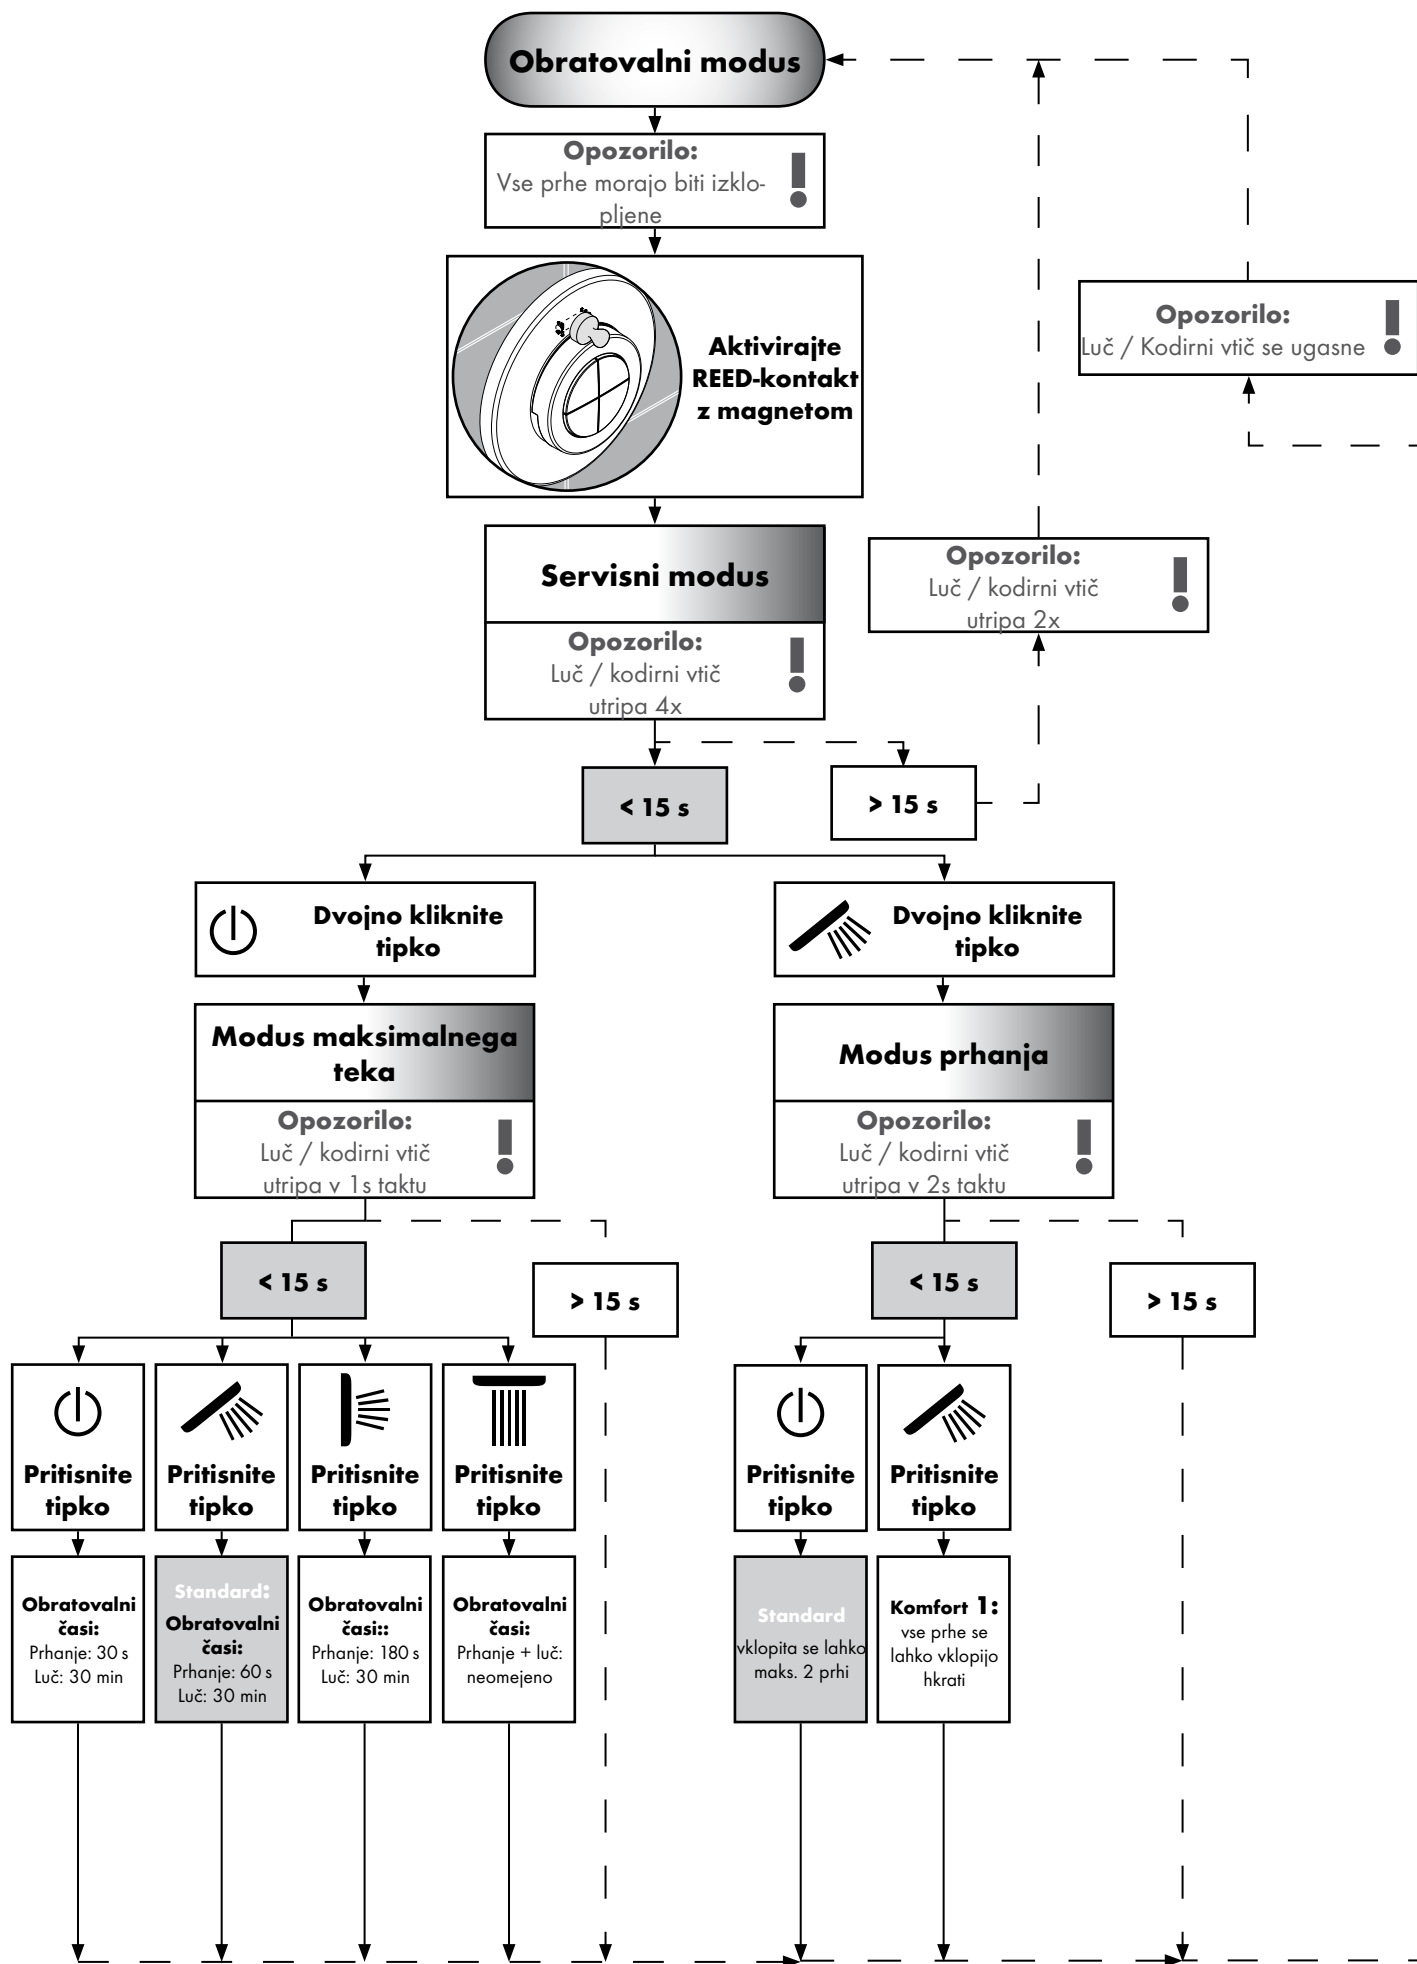 Obratovalni modus
Opozorilo:
Vse prhe morajo biti izklo-
pljene
Aktivirajte
REED-kontakt
z magnetom
Opozorilo:
Luč / Kodirni vtič se ugasne
Servisni modus
Opozorilo:
Luč / kodirni vtič
utripa 4x
Opozorilo:
Luč / kodirni vtič
utripa 2x
< 15 s
> 15 s
Dvojno kliknite
tipko
Dvojno kliknite
tipko
Modus maksimalnega
teka
Opozorilo:
Luč / kodirni vtič
utripa v 1s taktu
Modus prhanja
Opozorilo:
Luč / kodirni vtič
utripa v 2s taktu
< 15 s
> 15 s
< 15 s
> 15 s
Pritisnite
tipko
Pritisnite
tipko
Pritisnite
tipko
Pritisnite
tipko
Pritisnite
tipko
Pritisnite
tipko
Obratovalni
časi:
Prhanje: 30 s
Luč: 30 min
Standard:
Obratovalni
časi:
Prhanje: 60 s
Luč: 30 min
Obratovalni
časi::
Prhanje: 180 s
Luč: 30 min
Obratovalni
časi:
Prhanje + luč:
neomejeno
Standard
vklopita se lahko
maks. 2 prhi
Komfort 1:
vse prhe se
lahko vklopijo
hkrati